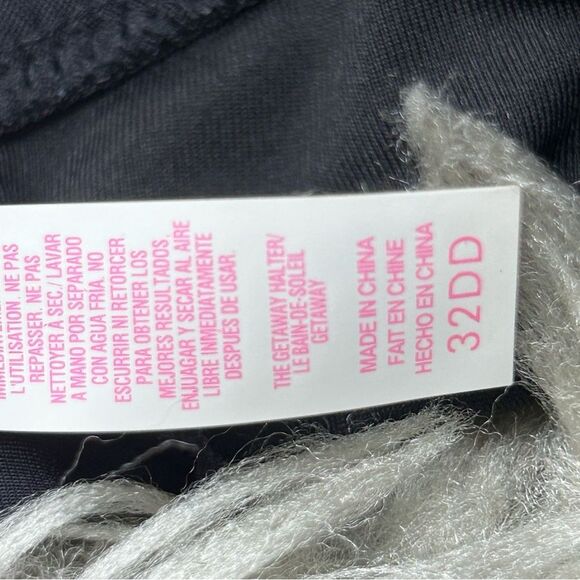 L'UTILISATION. NE PAS
REPASSER. NE PAS
NETTOYER À SEC./ LAVAR
A MANO POR SEPARADO
CON AGUA FRIA. NO
ESCURRIR NI RETORCER.
PARA OBTENER LOS
MEJORES RESULTADOS,
ENJUAGAR Y SECAR AL AIRE
LIBRE IMMEDIATAMENTE
DESPUES DE USAR.
THE GETAWAY HALTER/
LE BAIN-DE-SOLEIL
GETAWAY
MADE IN CHINA
FAIT EN CHINE
HECHO EN CHINA
32DD